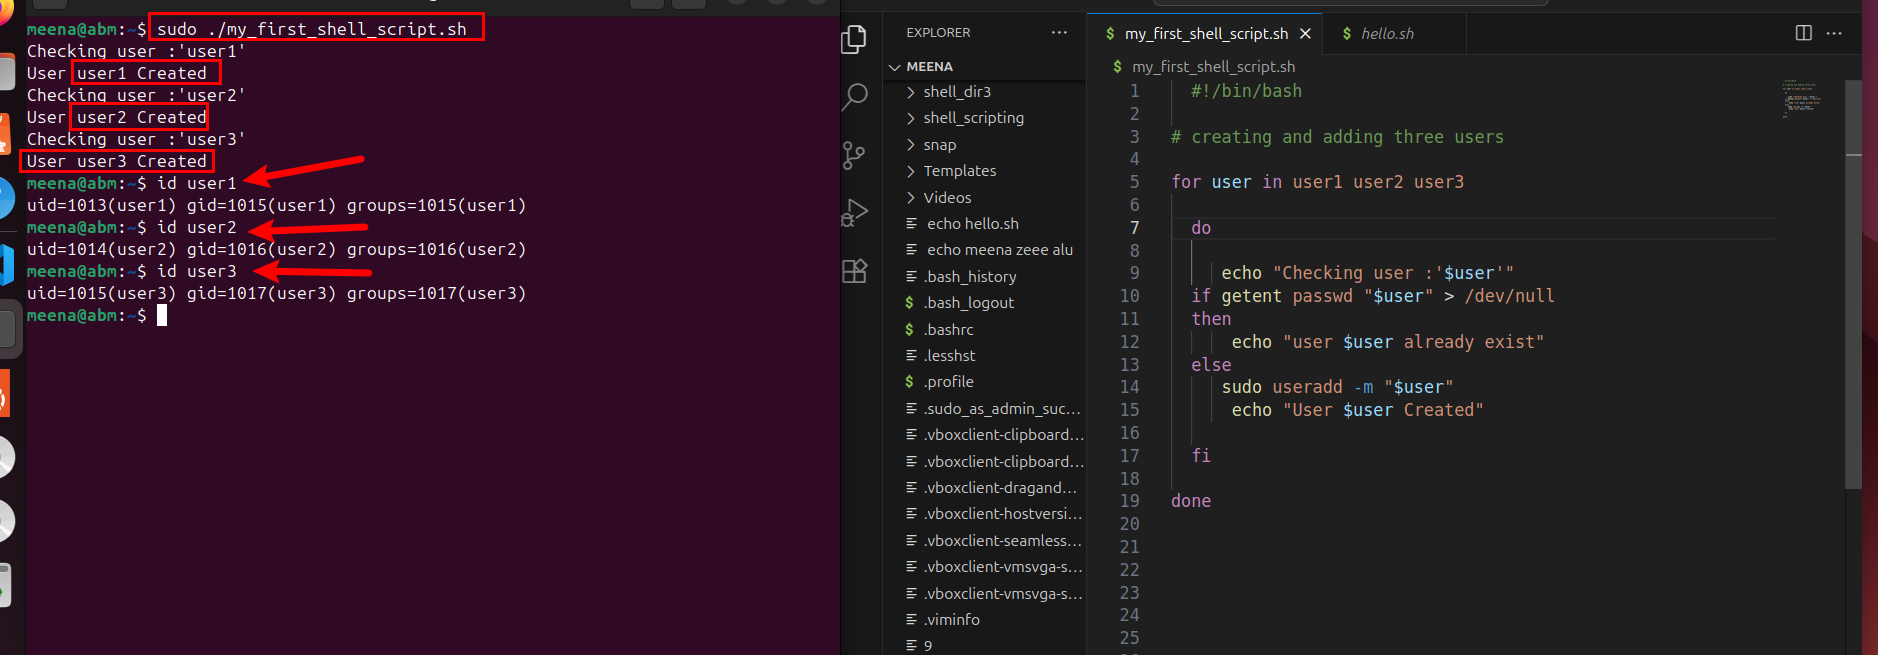 meena@abm:~$ sudo ./my_first_shell_script.sh
Checking user :'user1'
User user1 Created
Checking user :'user2'
User user2 Created
Checking user :'user3'
User user3 Created
meena@abm:~$ id user1
uid=1013(user1) gid=1015(user1) groups=1015(user1)
meena@abm:~$ id user2
uid=1014(user2) gid=1016(user2) groups=1016(user2)
meena@abm:~$ id user3
uid=1015(user3) gid=1017(user3) groups=1017(user3)
meena@abm:~$
EXPLORER ...
MEENA
shell_dir3
shell_scripting
snap
Templates
Videos
echo hello.sh
echo meena zeee alu
.bash_history
$ .bash_logout
$ .bashrc
.lesshst
$ .profile
.sudo_as_admin_suc...
.vboxclient-clipboard...
.vboxclient-clipboard...
.vboxclient-dragand...
.vboxclient-hostversi...
.vboxclient-seamless...
.vboxclient-vmsvga-s...
.vboxclient-vmsvga-s...
.viminfo
9
$ my_first_shell_script.sh
$ hello.sh
$ my_first_shell_script.sh
1 #!/bin/bash
2
3 # creating and adding three users
4
5 for user in user1 user2 user3
6
7 do
8
9 echo "Checking user :'$user'"
10 if getent passwd "$user" > /dev/null
11 then
12 echo "user $user already exist"
13 else
14 sudo useradd -m "$user"
15 echo "User $user Created"
16
17 fi
18
19 done
20
21
22
23
24
25